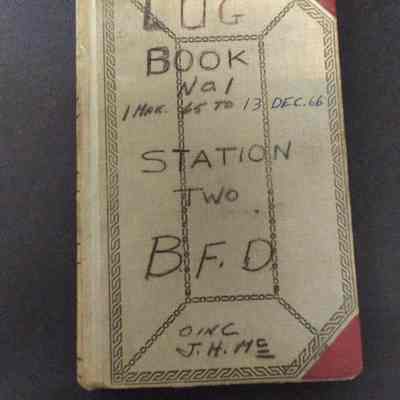 LOG
BOOK
No 1
1 MAR. 65 TO 13 DEC. 66
STATION
TWO
B.F.D.
OINC
J.H. Mc